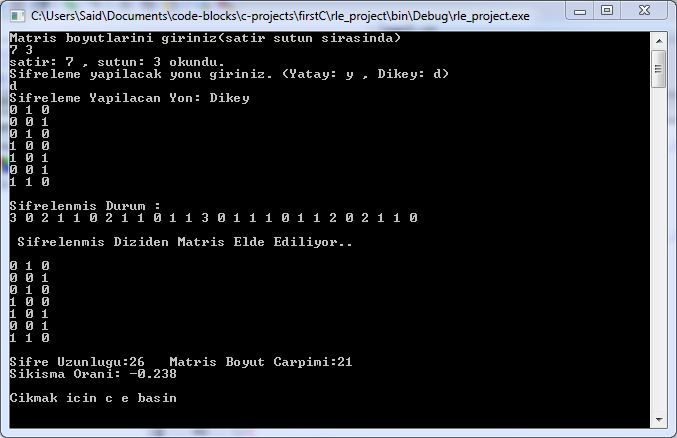 C:\Users\Said\Documents\code-blocks\c-projects\firstC\rle_project\bin\Debug\rle_project.exe
Matris boyutlarini giriniz(satir sutun sirasinda)
7 3
satir: 7 , sutun: 3 okundu.
Sifreleme yapilacak yonu giriniz. (Yatay: y , Dikey: d)
d
Sifreleme Yapilacan Yon: Dikey
0 1 0
0 0 1
0 1 0
1 0 0
1 0 1
0 0 1
1 1 0
Sifrelenmis Durum :
3 0 2 1 1 0 2 1 1 0 1 1 3 0 1 1 1 0 1 1 2 0 2 1 1 0
Sifrelenmis Diziden Matris Elde Ediliyor..
0 1 0
0 0 1
0 1 0
1 0 0
1 0 1
0 0 1
1 1 0
Sifre Uzunlugu:26   Matris Boyut Carpimi:21
Sikisma Orani: -0.238
Cikmak icin c e basin